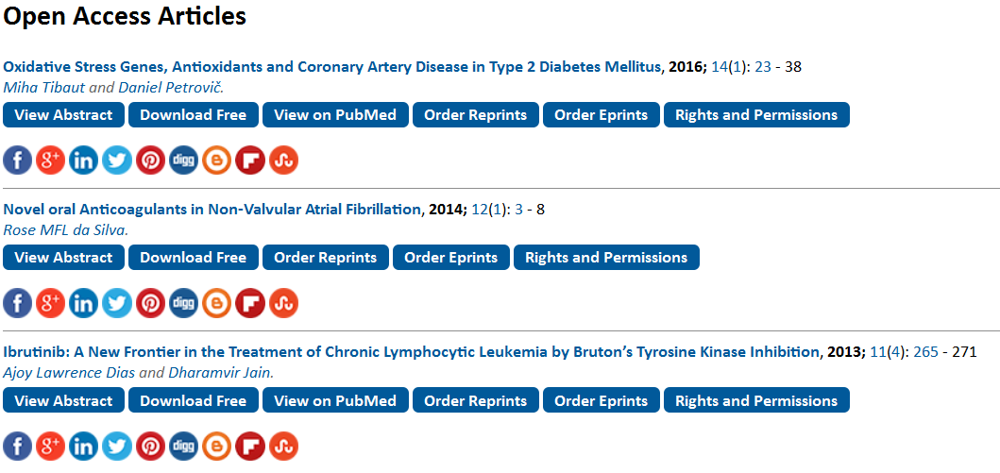 Open Access Articles
Oxidative Stress Genes, Antioxidants and Coronary Artery Disease in Type 2 Diabetes Mellitus, 2016; 14(1): 23 - 38
Miha Tibaut and Daniel Petrovič.
View Abstract Download Free View on PubMed Order Reprints Order Eprints Rights and Permissions
f g+ in digg
Novel oral Anticoagulants in Non-Valvular Atrial Fibrillation, 2014; 12(1): 3 - 8
Rose MFL da Silva.
View Abstract Download Free Order Reprints Order Eprints Rights and Permissions
f g+ in digg
Ibrutinib: A New Frontier in the Treatment of Chronic Lymphocytic Leukemia by Bruton’s Tyrosine Kinase Inhibition, 2013; 11(4): 265 - 271
Ajoy Lawrence Dias and Dharamvir Jain.
View Abstract Download Free View on PubMed Order Reprints Order Eprints Rights and Permissions
f g+ in digg